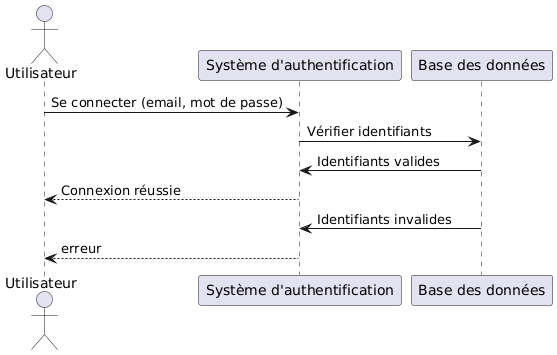 Utilisateur
Système d'authentification
Base des données
Se connecter (email, mot de passe)
Vérifier identifiants
Identifiants valides
Connexion réussie
Identifiants invalides
erreur
Utilisateur
Système d'authentification
Base des données